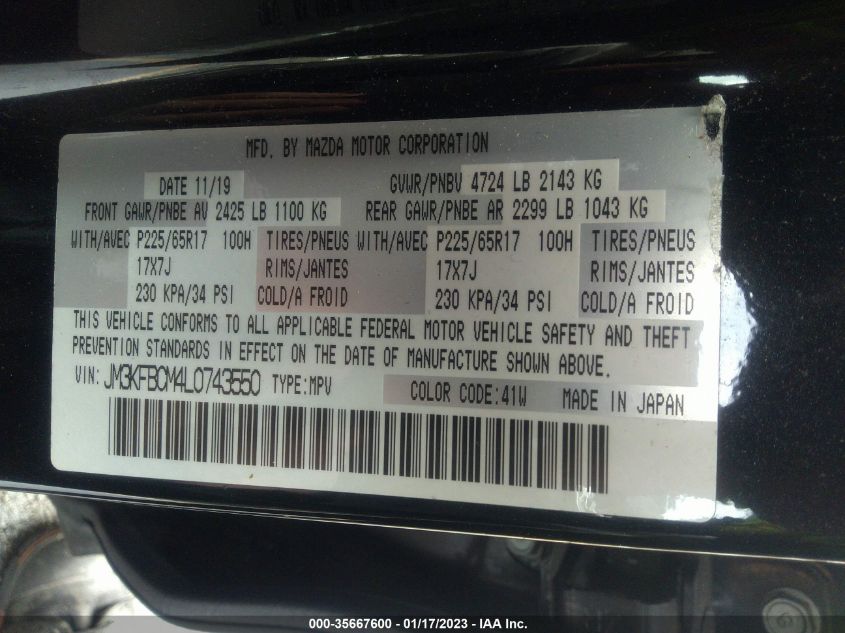 MFD. BY MAZDA MOTOR CORPORATION
DATE 11/19 GVWR/PNBV 4724 LB 2143 KG
FRONT GAWR/PNBE AV 2425 LB 1100 KG REAR GAWR/PNBE AR 2299 LB 1043 KG
WITH/AVEC P225/65R17 100H TIRES/PNEUS WITH/AVEC P225/65R17 100H TIRES/PNEUS
17X7J RIMS/JANTES 17X7J RIMS/JANTES
230 KPA/34 PSI COLD/A FROID 230 KPA/34 PSI COLD/A FROID
THIS VEHICLE CONFORMS TO ALL APPLICABLE FEDERAL MOTOR VEHICLE SAFETY AND THEFT
PREVENTION STANDARDS IN EFFECT ON THE DATE OF MANUFACTURE SHOWN ABOVE.
VIN: JM3KFBCM4L0743550 TYPE:MPV COLOR CODE:41W MADE IN JAPAN
000-35667600 — 01/17/2023 — IAA Inc.